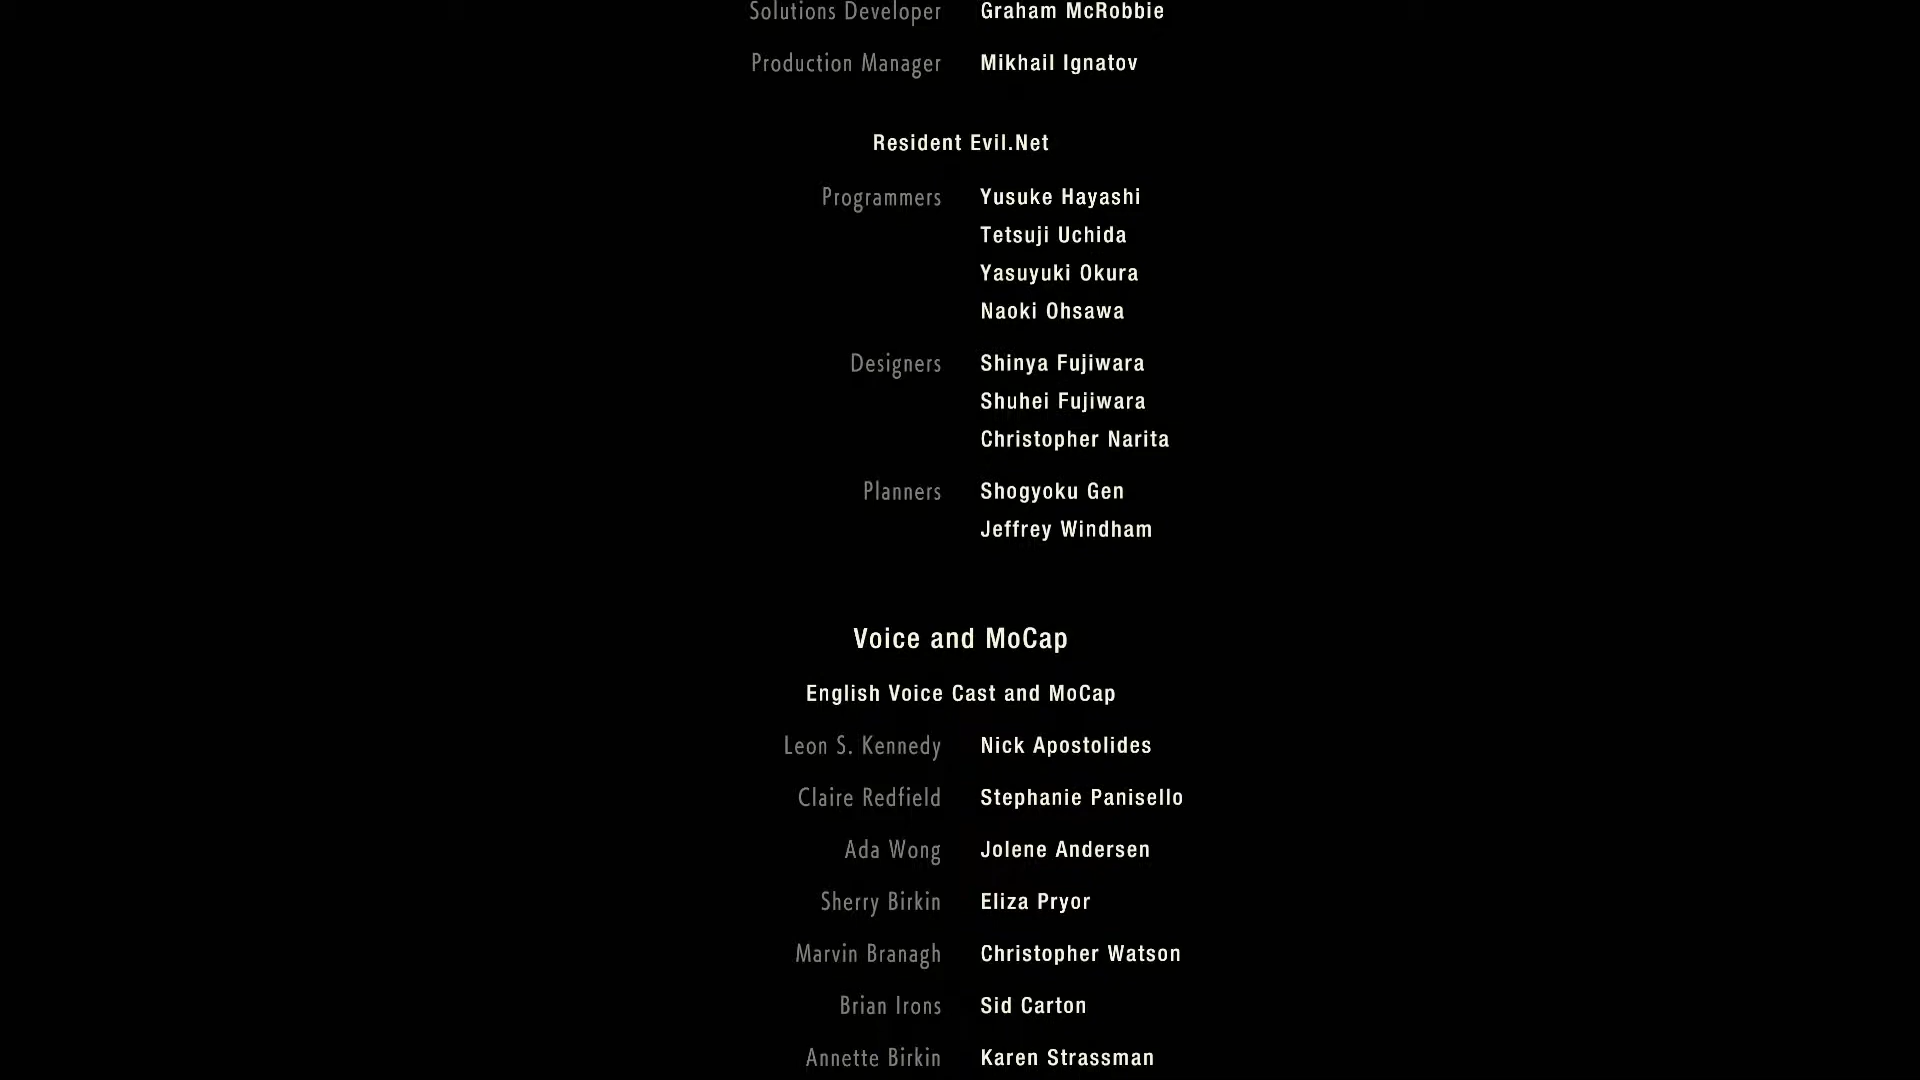 Solutions Developer Graham McRobbie
Production Manager Mikhail Ignatov
Resident Evil.Net
Programmers Yusuke Hayashi
Tetsuji Uchida
Yasuyuki Okura
Naoki Ohsawa
Designers Shinya Fujiwara
Shuhei Fujiwara
Christopher Narita
Planners Shogyoku Gen
Jeffrey Windham
Voice and MoCap
English Voice Cast and MoCap
Leon S. Kennedy Nick Apostolides
Claire Redfield Stephanie Panisello
Ada Wong Jolene Andersen
Sherry Birkin Eliza Pryor
Marvin Branagh Christopher Watson
Brian Irons Sid Carton
Annette Birkin Karen Strassman